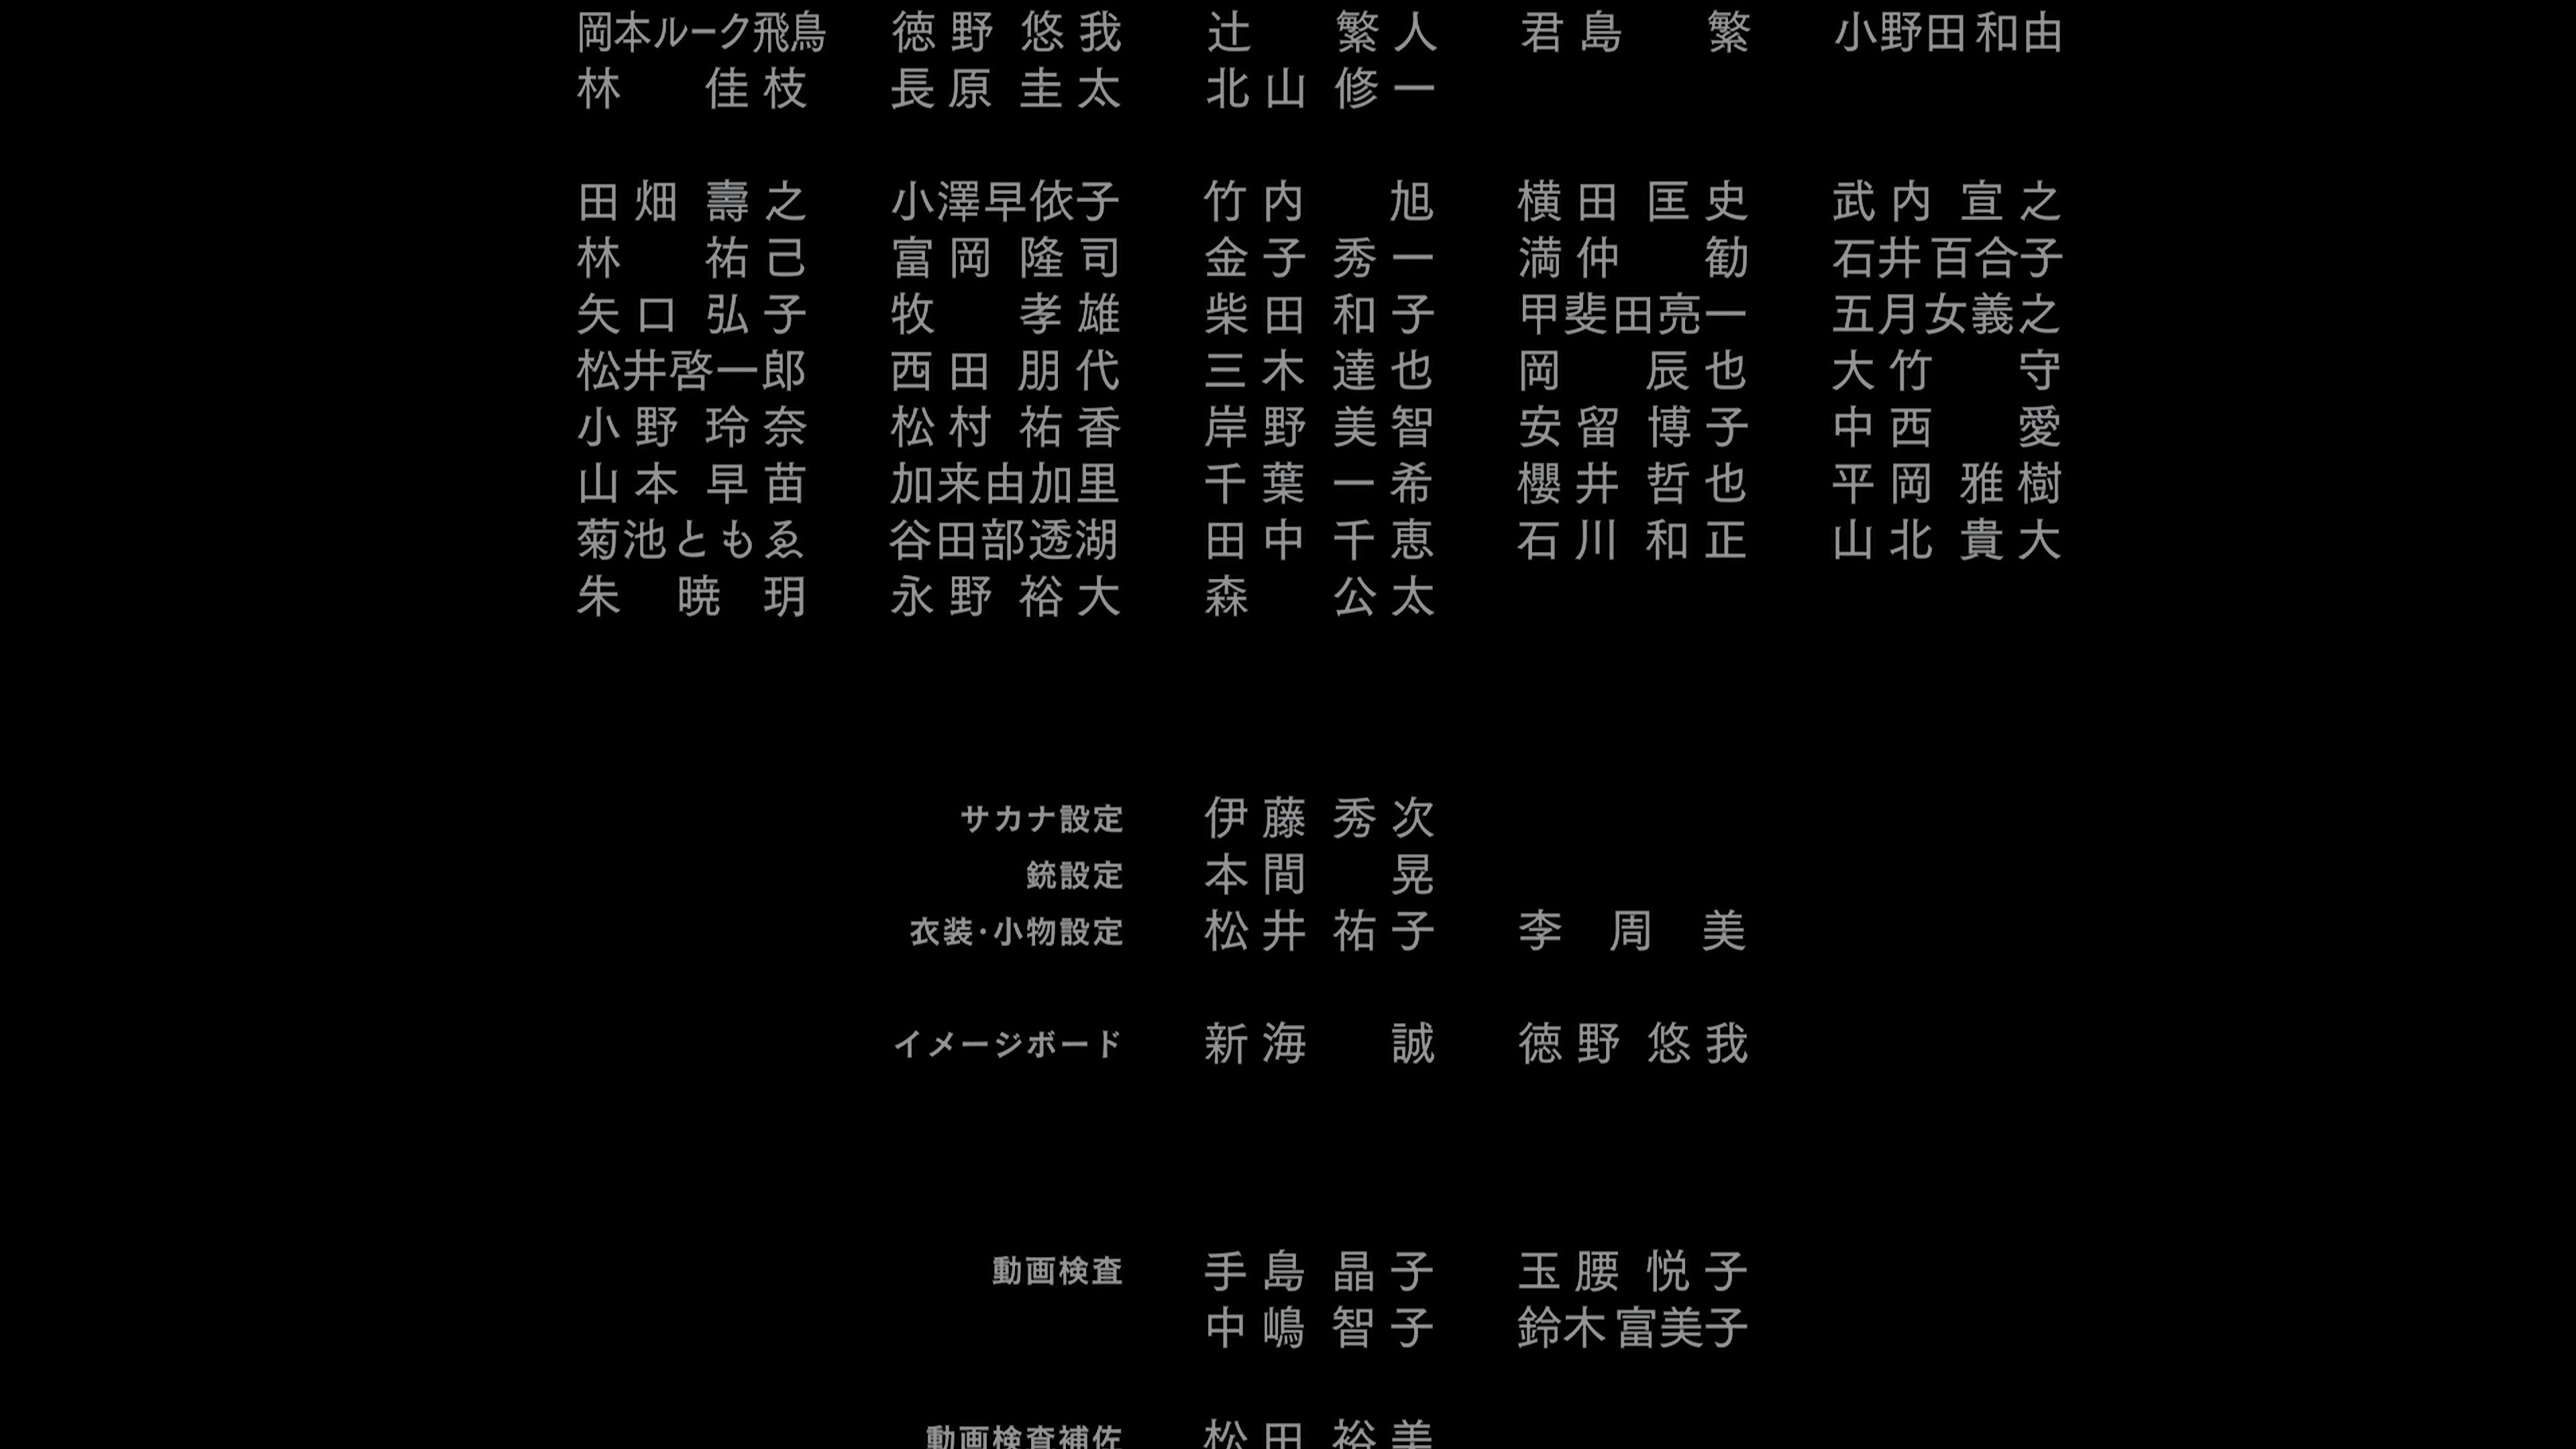 岡本ルーク飛鳥 徳野悠我 辻繁人 君島繁 小野田和由
林佳枝 長原圭太 北山修一
田畑壽之 小澤早依子 竹内旭 横田匡史 武内宣之
林祐己 富岡隆司 金子秀一 満仲勧 石井百合子
矢口弘子 牧孝雄 柴田和子 甲斐田亮一 五月女義之
松井啓一郎 西田朋代 三木達也 岡辰也 大竹守
小野玲奈 松村祐香 岸野美智 安留博子 中西愛
山本早苗 加来由加里 千葉一希 櫻井哲也 平岡雅樹
菊池ともゑ 谷田部透湖 田中千恵 石川和正 山北貴大
朱暁玥 永野裕大 森公太
サカナ設定 伊藤秀次
銃設定 本間晃
衣装・小物設定 松井祐子 李周美
イメージボード 新海誠 徳野悠我
動画検査 手島晶子 玉腰悦子
中嶋智子 鈴木富美子
動画検査補佐 松田裕美